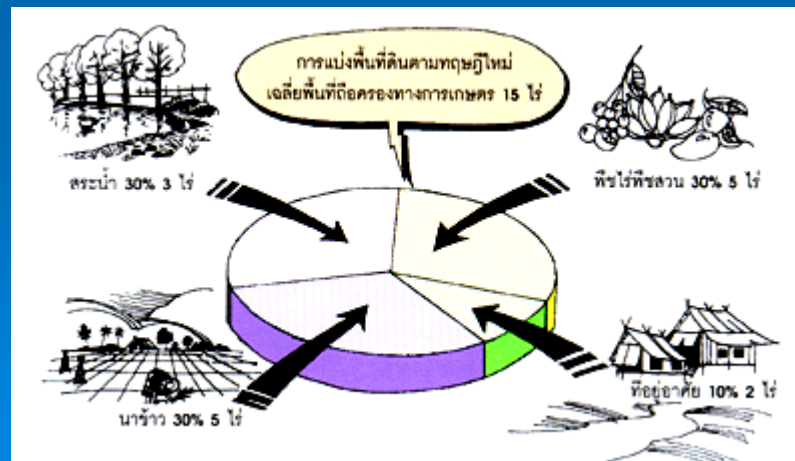 การแบ่งพื้นที่ดินตามทฤษฎีใหม่
เฉลี่ยพื้นที่ถือครองทางการเกษตร 15 ไร่
สระน้ำ 30% 3 ไร่
พืชไร่พืชสวน 30% 5 ไร่
นาข้าว 30% 5 ไร่
ที่อยู่อาศัย 10% 2 ไร่